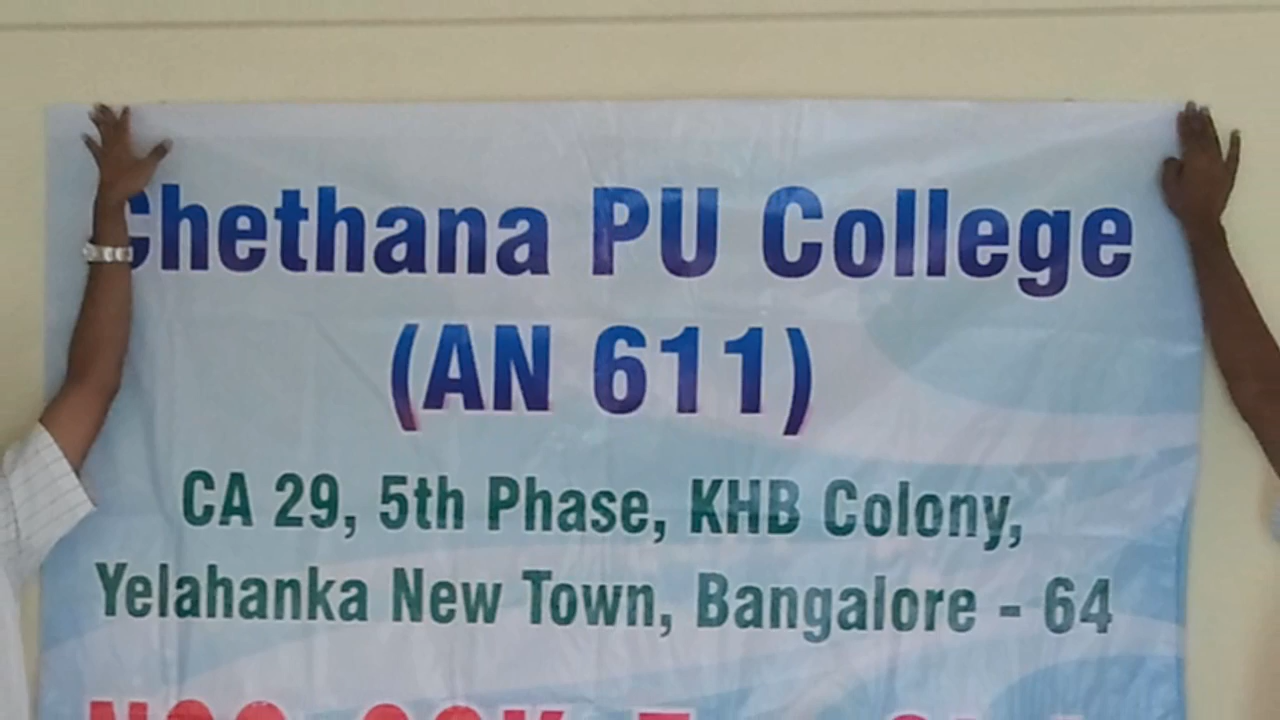 Chethana PU College
(AN 611)
CA 29, 5th Phase, KHB Colony,
Yelahanka New Town, Bangalore - 64